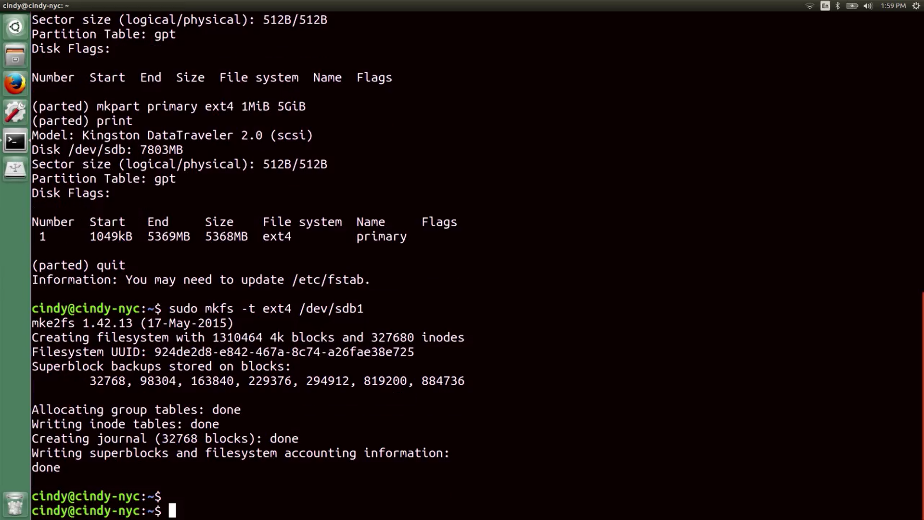 cindy@cindy-nyc: ~
En
1:59 PM
Sector size (logical/physical): 512B/512B
Partition Table: gpt
Disk Flags:
Number  Start  End  Size  File system  Name  Flags
(parted) mkpart primary ext4 1MiB 5GiB
(parted) print
Model: Kingston DataTraveler 2.0 (scsi)
Disk /dev/sdb: 7803MB
Sector size (logical/physical): 512B/512B
Partition Table: gpt
Disk Flags:
Number  Start   End     Size    File system  Name     Flags
 1      1049kB  5369MB  5368MB  ext4         primary
(parted) quit
Information: You may need to update /etc/fstab.
cindy@cindy-nyc:~$ sudo mkfs -t ext4 /dev/sdb1
mke2fs 1.42.13 (17-May-2015)
Creating filesystem with 1310464 4k blocks and 327680 inodes
Filesystem UUID: 924de2d8-e842-467a-8c74-a26fae38e725
Superblock backups stored on blocks:
        32768, 98304, 163840, 229376, 294912, 819200, 884736
Allocating group tables: done
Writing inode tables: done
Creating journal (32768 blocks): done
Writing superblocks and filesystem accounting information:
done
cindy@cindy-nyc:~$
cindy@cindy-nyc:~$